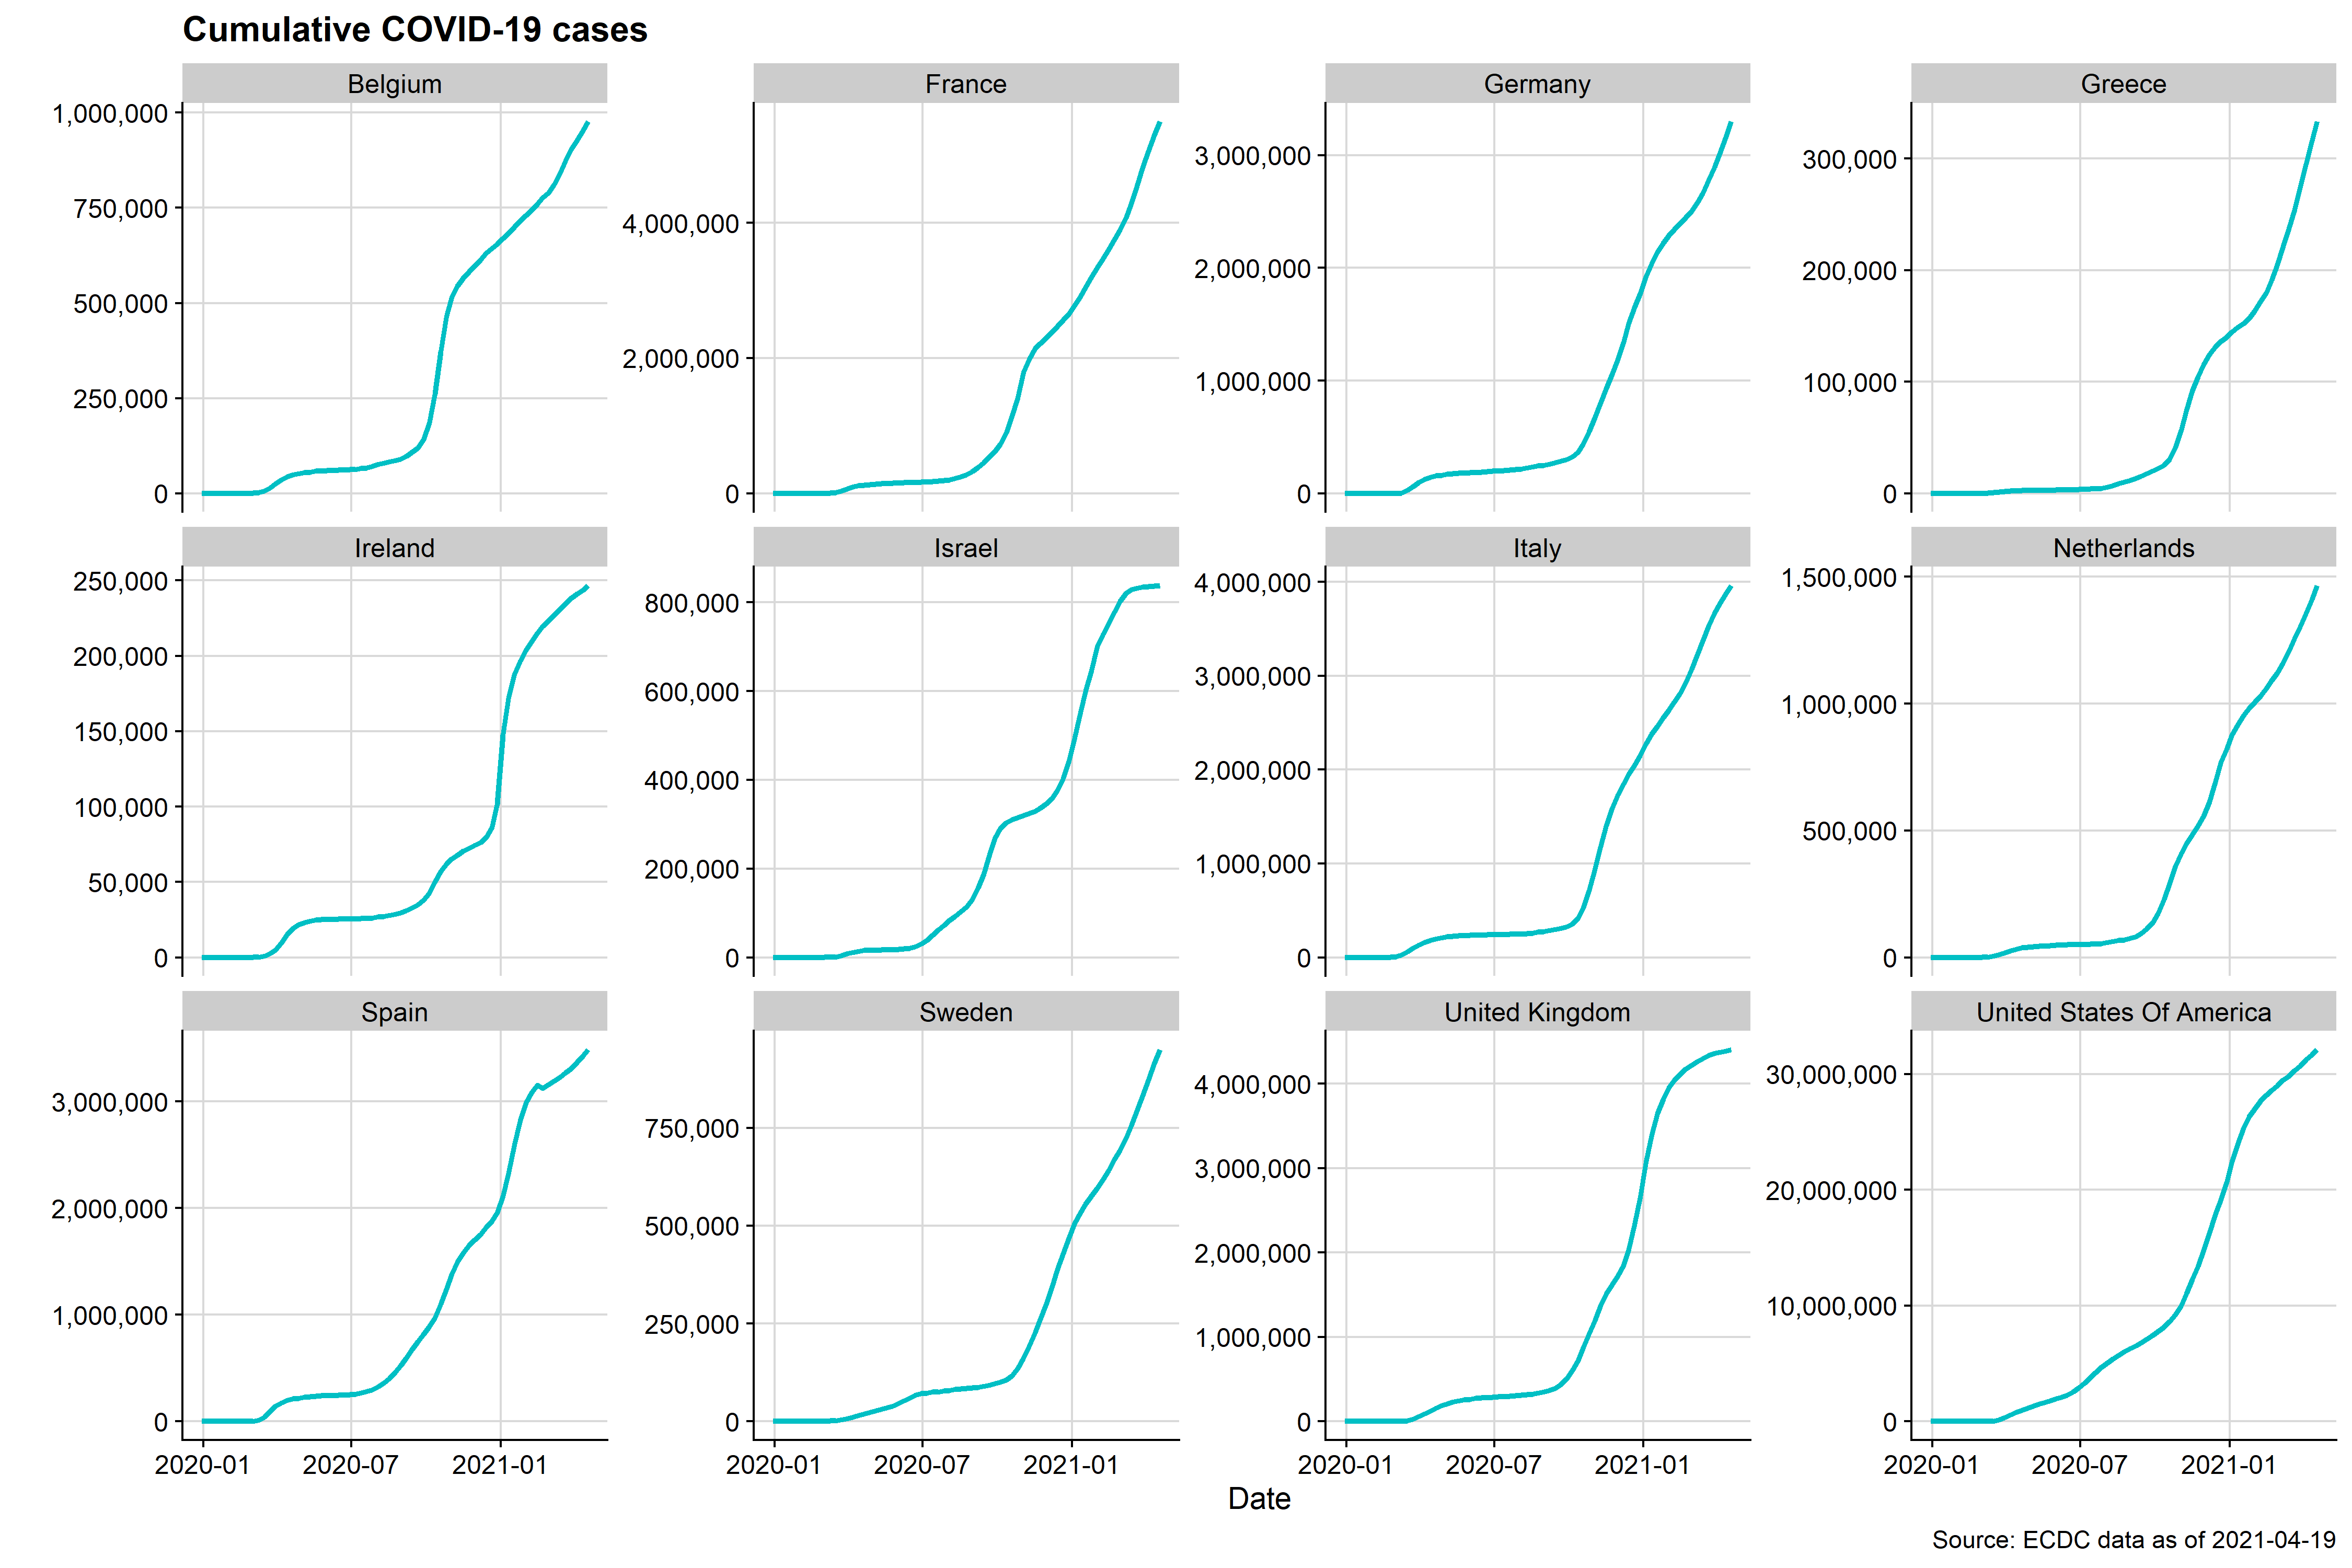 Cumulative COVID-19 cases
Belgium
France
Germany
Greece
1,000,000
750,000
500,000
250,000
0
4,000,000
2,000,000
0
3,000,000
2,000,000
1,000,000
0
300,000
200,000
100,000
0
Ireland
Israel
Italy
Netherlands
250,000
200,000
150,000
100,000
50,000
0
800,000
600,000
400,000
200,000
0
4,000,000
3,000,000
2,000,000
1,000,000
0
1,500,000
1,000,000
500,000
0
Spain
Sweden
United Kingdom
United States Of America
3,000,000
2,000,000
1,000,000
0
750,000
500,000
250,000
0
4,000,000
3,000,000
2,000,000
1,000,000
0
30,000,000
20,000,000
10,000,000
0
2020-01 2020-07 2021-01
2020-01 2020-07 2021-01
2020-01 2020-07 2021-01
2020-01 2020-07 2021-01
Date
Source: ECDC data as of 2021-04-19